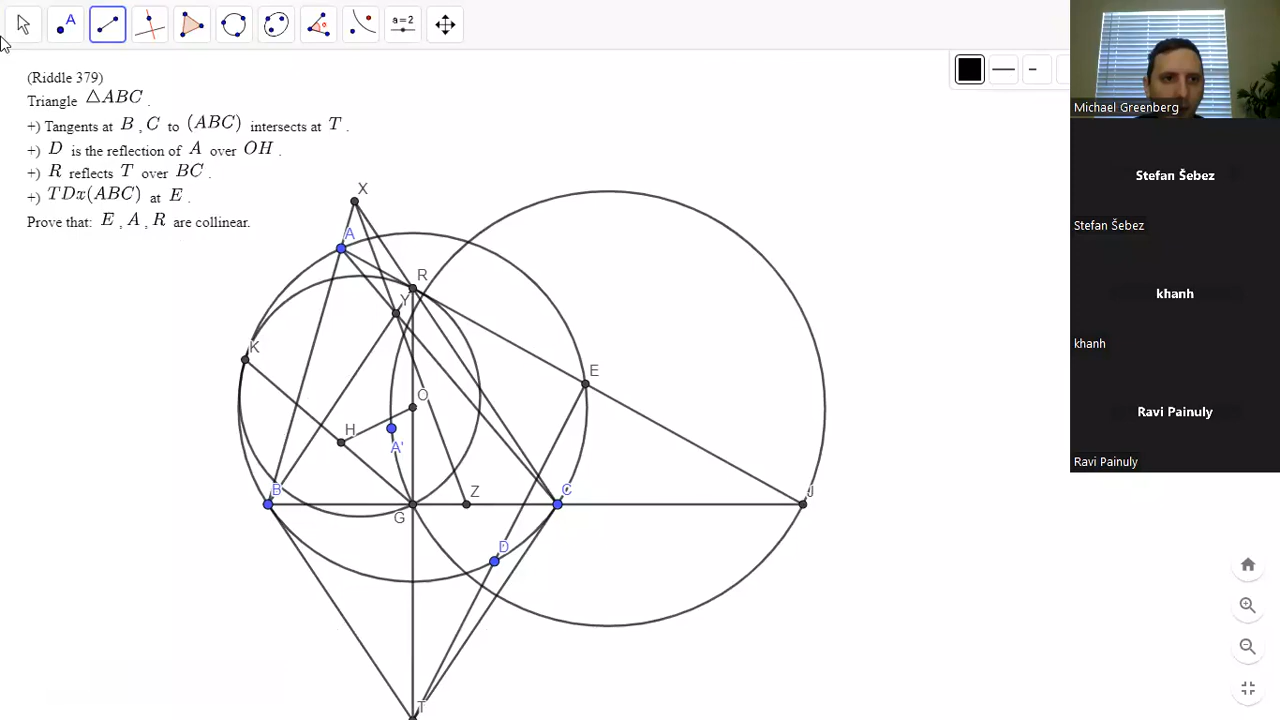 A
a=2
(Riddle 379)
Triangle △ABC .
+) Tangents at B , C to (ABC) intersects at T .
+) D is the reflection of A over OH .
+) R reflects T over BC .
+) TDx(ABC) at E .
Prove that: E , A , R are collinear.
X
A
R
Y
K
E
O
H
A'
B
Z
C
J
G
D
T
Michael Greenberg
Stefan Šebez
Stefan Šebez
khanh
khanh
Ravi Painuly
Ravi Painuly